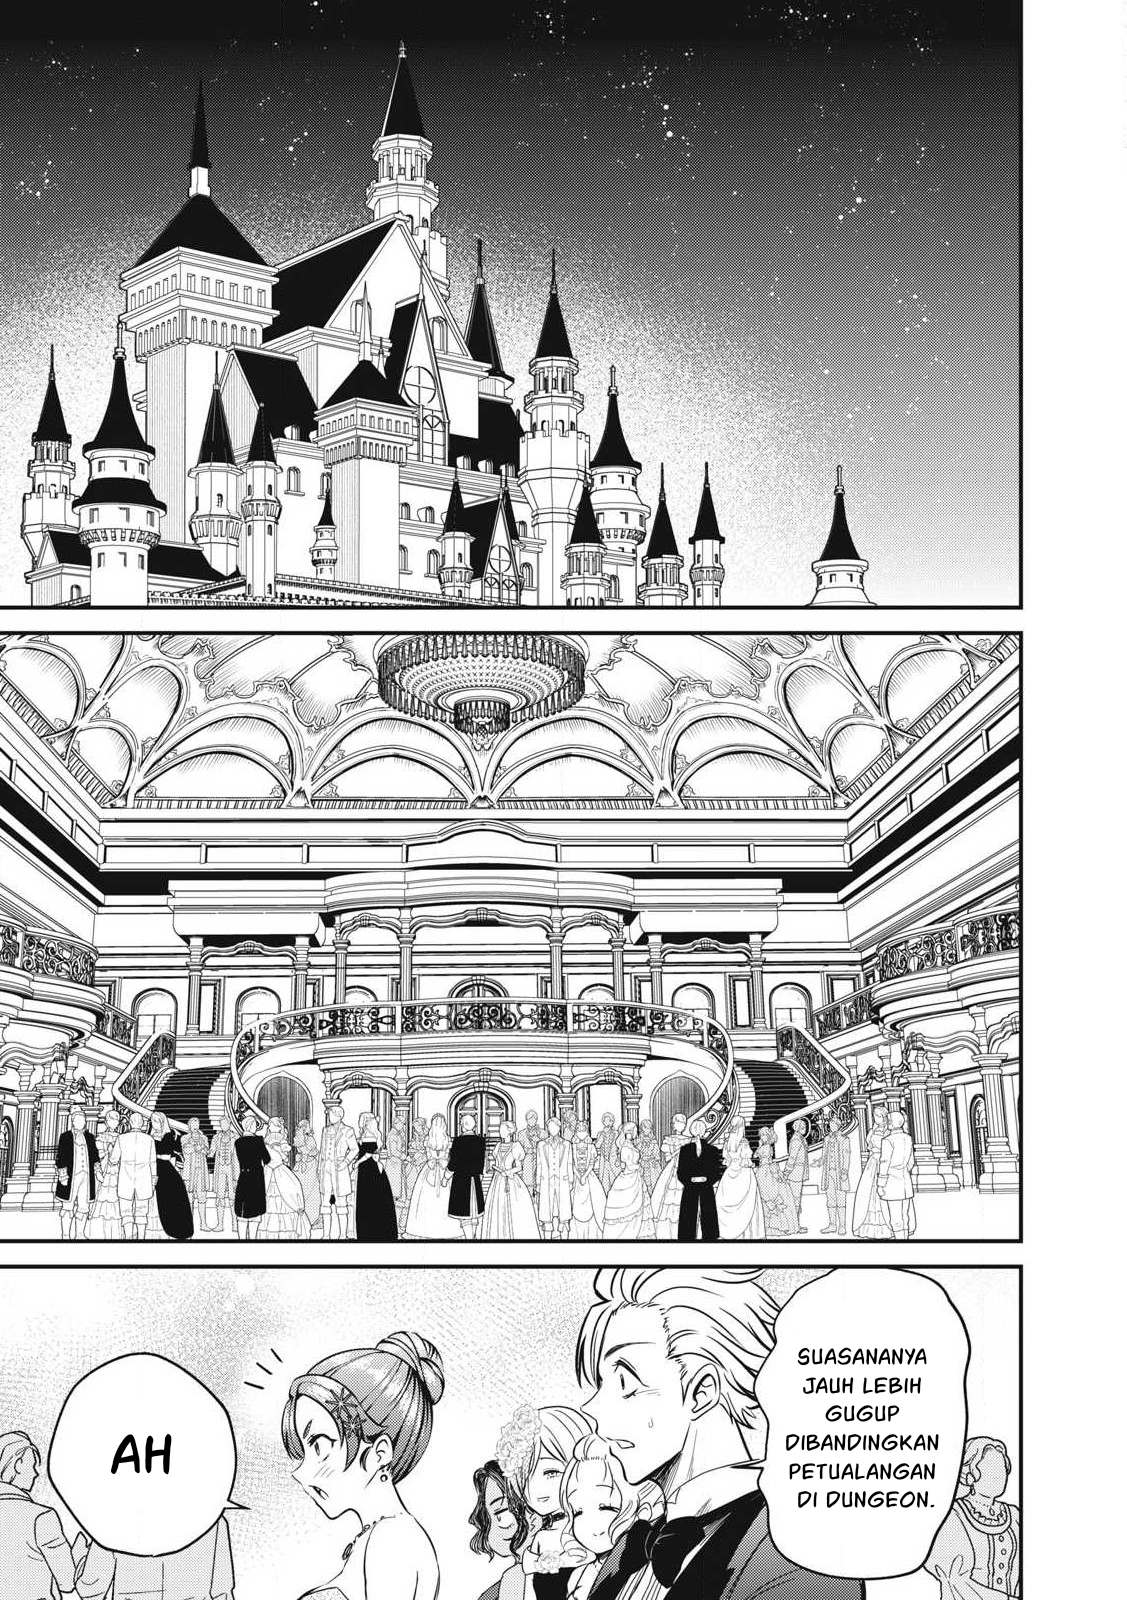 SUASANANYA
JAUH LEBIH
GUGUP
DIBANDINGKAN
PETUALANGAN
DI DUNGEON.
AH